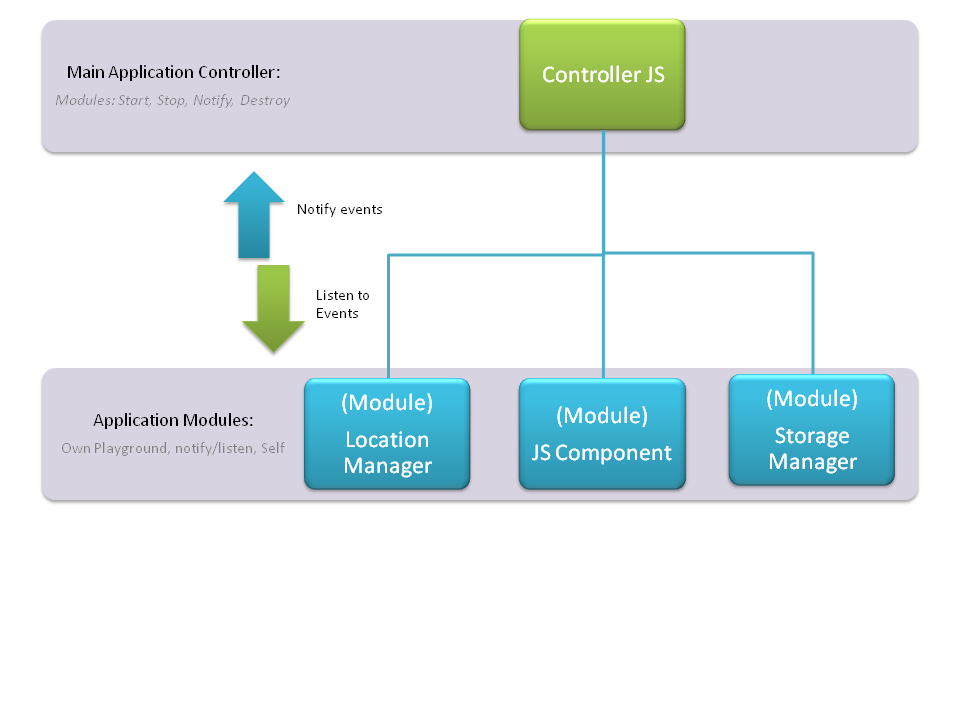 Main Application Controller:
Modules: Start, Stop, Notify, Destroy
Controller JS
Notify events
Listen to
Events
Application Modules:
Own Playground, notify/listen, Self
(Module)
Location
Manager
(Module)
JS Component
(Module)
Storage
Manager